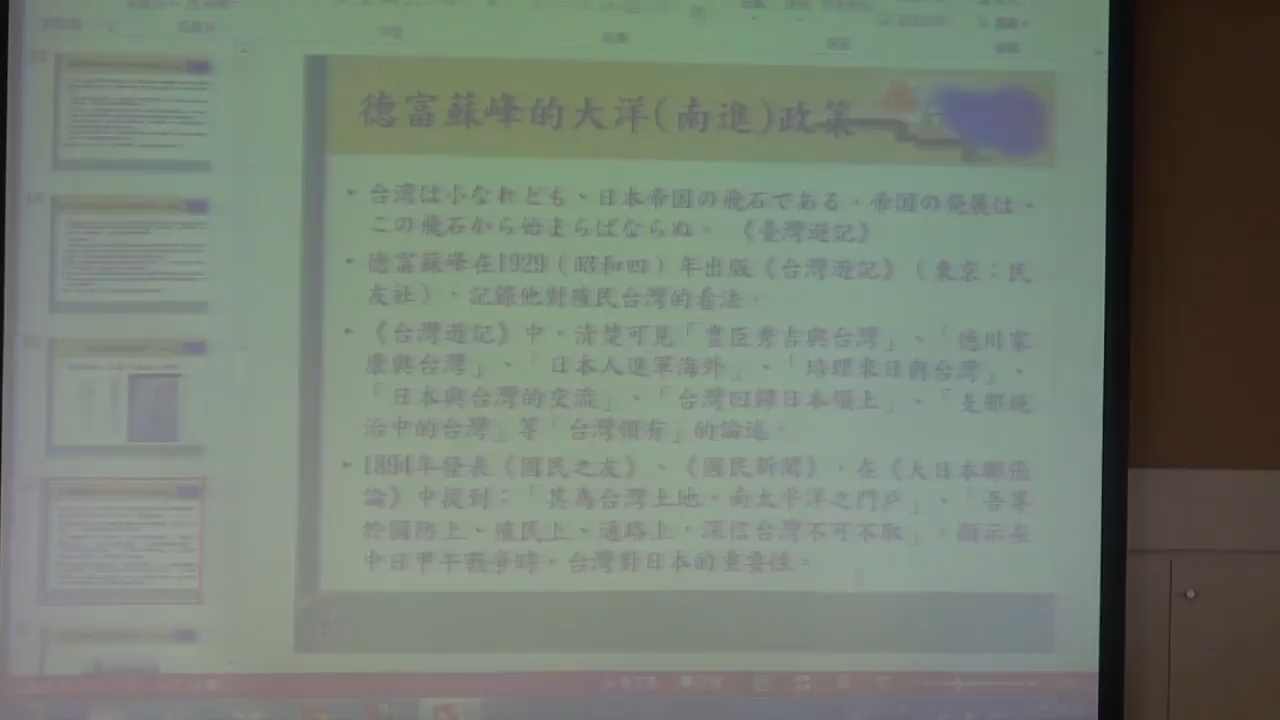 德富蘇峰的大洋(南進)政策
台湾は小なれども、日本帝国の飛石である。帝国の発展は、
この飛石から始まらばならぬ。《臺灣遊記》
德富蘇峰在1929（昭和四）年出版《台灣遊記》（東京：民
友社），記錄他對殖民台灣的看法。
《台灣遊記》中，清楚可見「豊臣秀吉與台灣」、「德川家
康與台灣」、「日本人進軍海外」、「 與台灣」、
「日本與台灣的交流」、「台灣回歸日本領土」、「支那統
治中的台灣」等「台灣領有」的論述。
1894年發表《國民之友》、《國民新聞》，在《大日本膨張
論》中提到：「其為台灣土地、南太平洋之門戶」、「吾等
於國防上、殖民上、通路上，深信台灣不可不取」，顯示在
中日甲午戰爭時，台灣對日本的重要性。